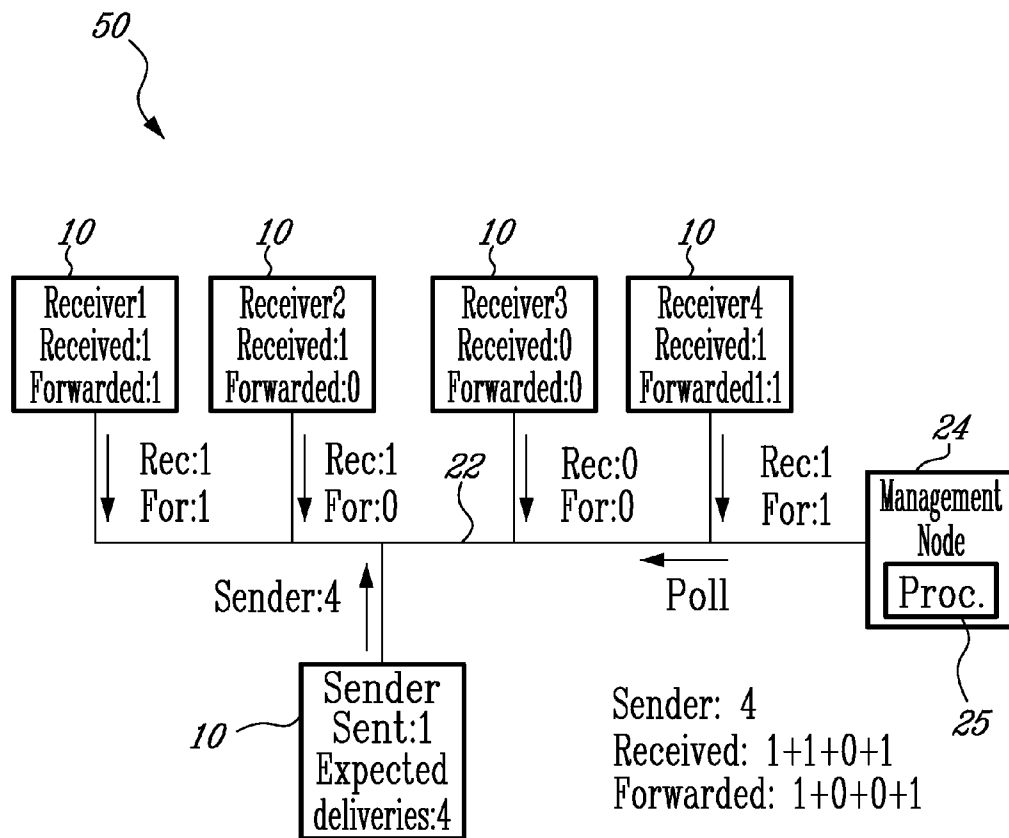 50
10
10
10
10
Receiver1
Received:1
Forwarded:1
Receiver2
Received:1
Forwarded:0
Receiver3
Received:0
Forwarded:0
Receiver4
Received:1
Forwarded1:1
Rec:1
For:1
Rec:1
For:0
22
Rec:0
For:0
Rec:1
For:1
24
Management
Node
Proc.
25
Poll
Sender:4
10
Sender
Sent:1
Expected
deliveries:4
Sender: 4
Received: 1+1+0+1
Forwarded: 1+0+0+1